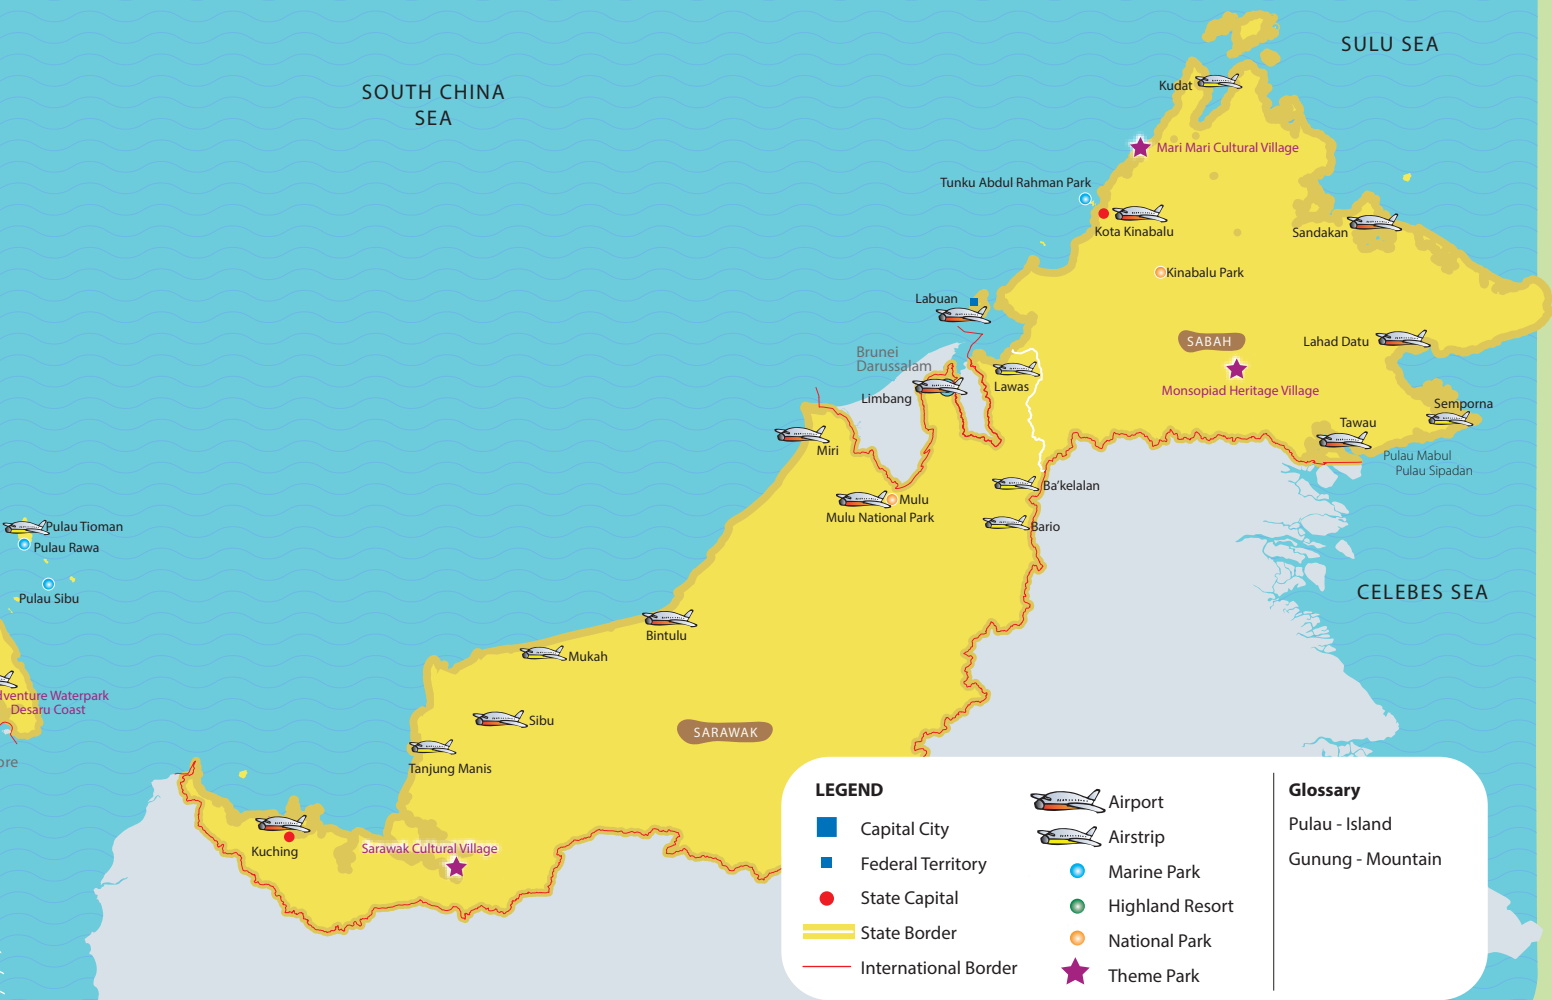 SULU SEA
SOUTH CHINA
SEA
Kudat
Mari Mari Cultural Village
Tunku Abdul Rahman Park
Kota Kinabalu
Sandakan
Kinabalu Park
Labuan
SABAH
Lahad Datu
Brunei
Darussalam
Lawas
Monsopiad Heritage Village
Limbang
Semporna
Tawau
Miri
Pulau Mabul
Pulau Sipadan
Ba'kelalan
Mulu
Mulu National Park
Bario
Pulau Tioman
Pulau Rawa
Pulau Sibu
CELEBES SEA
Bintulu
Mukah
dventure Waterpark
Desaru Coast
Sibu
SARAWAK
ore
Tanjung Manis
Kuching
Sarawak Cultural Village
LEGEND
Capital City
Federal Territory
State Capital
State Border
International Border
Airport
Airstrip
Marine Park
Highland Resort
National Park
Theme Park
Glossary
Pulau - Island
Gunung - Mountain